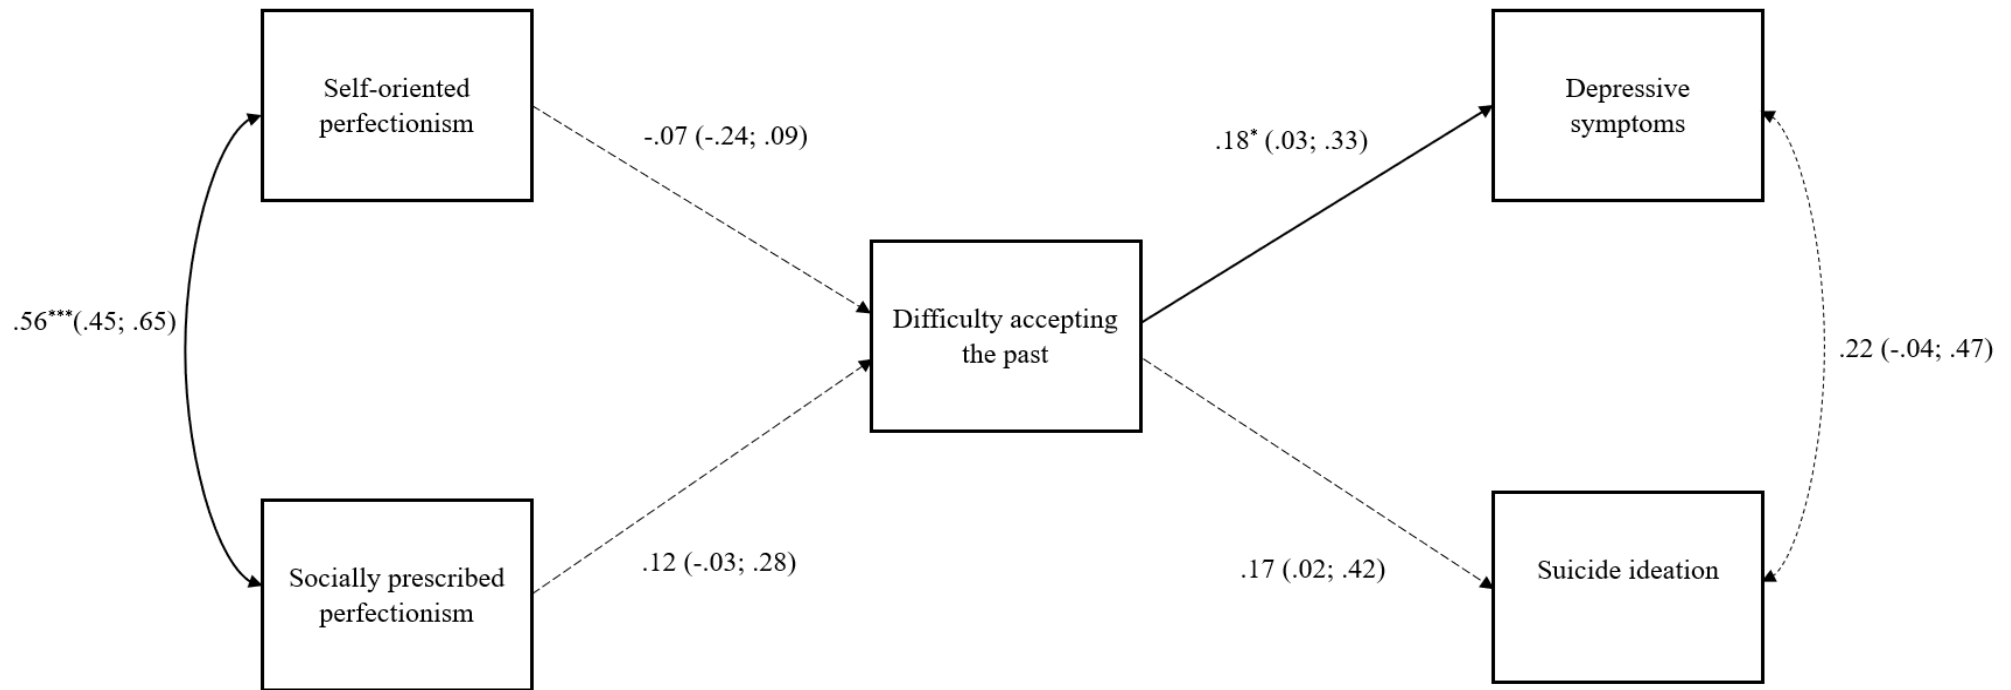 Self-oriented
perfectionism
Depressive
symptoms
-.07 (-.24; .09)
.18* (.03; .33)
.56***(.45; .65)
Difficulty accepting
the past
.22 (-.04; .47)
.12 (-.03; .28)
.17 (.02; .42)
Socially prescribed
perfectionism
Suicide ideation